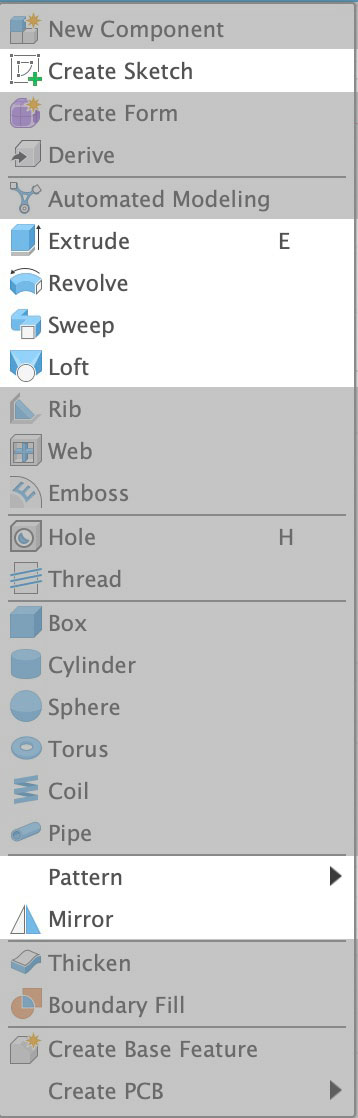 New Component
Create Sketch
Create Form
Derive
Automated Modeling
Extrude E
Revolve
Sweep
Loft
Rib
Web
Emboss
Hole H
Thread
Box
Cylinder
Sphere
Torus
Coil
Pipe
Pattern
Mirror
Thicken
Boundary Fill
Create Base Feature
Create PCB